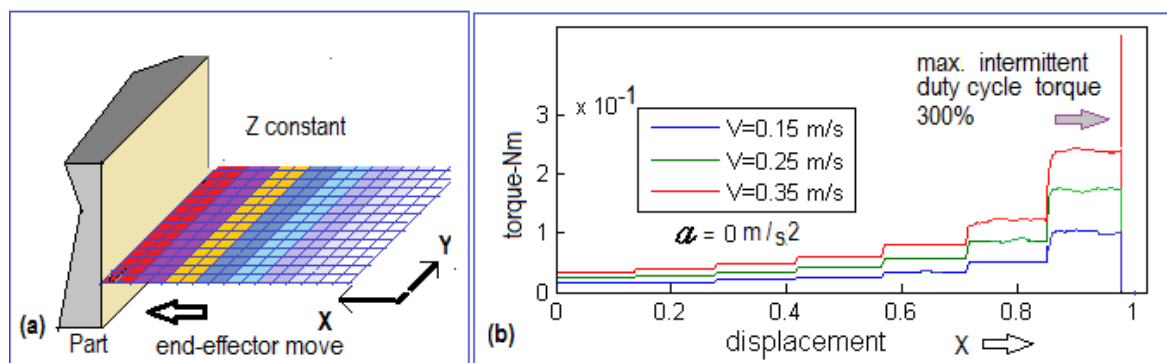 Z constant
Y
X
(a)
Part
end-effector move
max. intermittent
duty cycle torque
300%
x 10⁻¹
3
2
1
0
torque-Nm
V=0.15 m/s
V=0.25 m/s
V=0.35 m/s
a = 0 m/s2
0
0.2
0.4
0.6
0.8
1
(b)
displacement
X